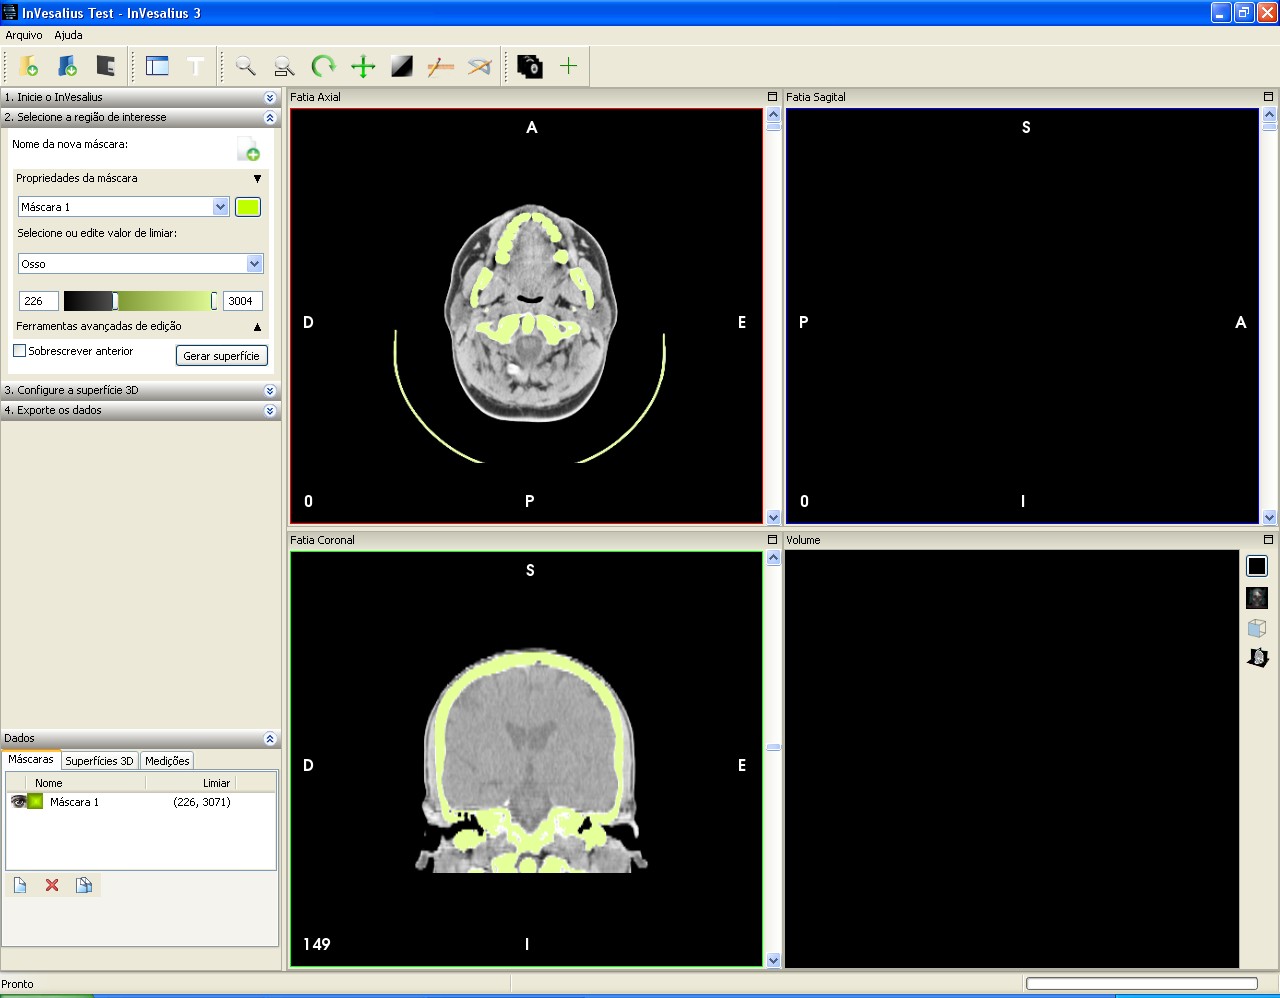 InVesalius Test - InVesalius 3
Arquivo Ajuda
1. Inicie o InVesalius
2. Selecione a região de interesse
Nome da nova máscara:
Propriedades da máscara
Máscara 1
Selecione ou edite valor de limiar:
Osso
226 3004
Ferramentas avançadas de edição
Sobrescrever anterior Gerar superfície
3. Configure a superfície 3D
4. Exporte os dados
Dados
Máscaras Superfícies 3D Medições
Nome Limiar
Máscara 1 (226, 3071)
Fatia Axial
A
D E
0 P
Fatia Sagital
S
P A
0 I
Fatia Coronal
S
D E
149 I
Volume
Pronto